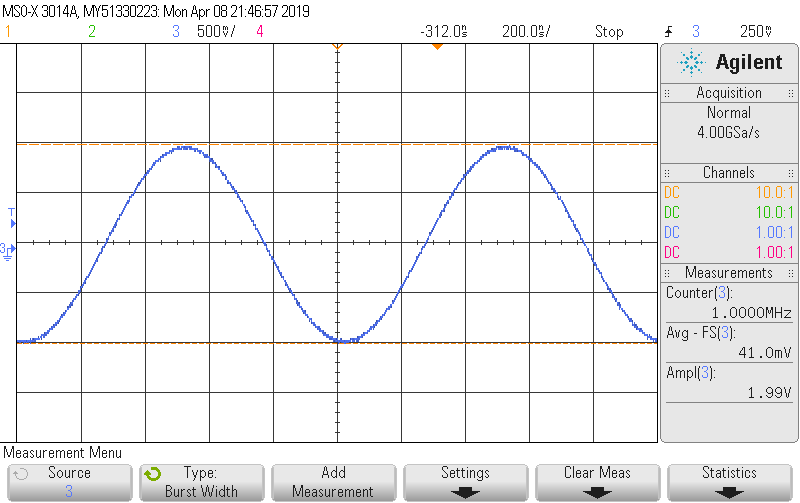 MSO-X 3014A, MY51330223: Mon Apr 08 21:46:57 2019
1 2 3 500mV/ 4 -312.0ns 200.0ns/ Stop 3 250mV
Agilent
Acquisition
Normal
4.00GSa/s
Channels
DC 10.0:1
DC 10.0:1
DC 1.00:1
DC 1.00:1
Measurements
Counter(3):
1.0000MHz
Avg - FS(3):
41.0mV
Ampl(3):
1.99V
T
3
Measurement Menu
Source
3
Type:
Burst Width
Add
Measurement
Settings
Clear Meas
Statistics